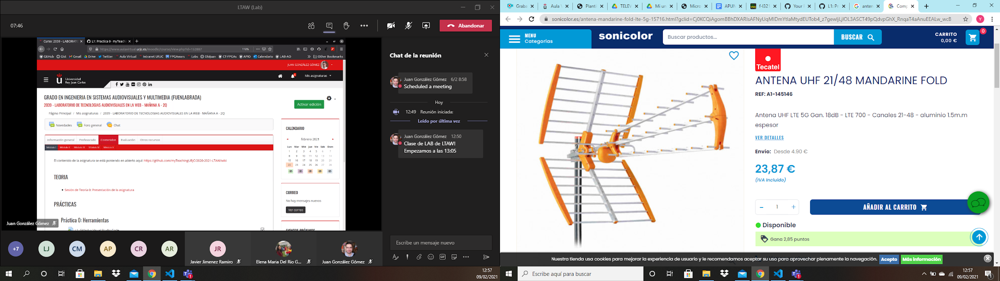 LTAW (Lab)
07:46
Abandonar
Curso: 2039 - LABORATO
L1: Practica 0 · myTeachi
https://www.aulavirtual.urjc.es/moodle/course/view.php?id=152887
110%
GitHub Gist Gmail Drive Twitter Aula Virtual Intranet URJC FPGAwars Labs Obijuan CT-FPGAs APIO Calendario LAB-AO Other Bookmarks
JUAN GONZÁLEZ GÓMEZ
Universidad
Rey Juan Carlos
Mis asignaturas
GRADO EN INGENIERIA EN SISTEMAS AUDIOVISUALES Y MULTIMEDIA (FUENLABRADA)
2039 - LABORATORIO DE TECNOLOGIAS AUDIOVISUALES EN LA WEB - MAÑANA A - 2Q
Activar edición
Página Principal / Mis asignaturas / 2039 - LABORATORIO DE TECNOLOGIAS AUDIOVISUALES EN LA WEB - MAÑANA A - 2Q
Novedades Foro general Chat
Información general Profesorado Contenidos Evaluación Otros recursos
Módulo I Módulo II Módulo III Módulo IV Módulo V
El contenido de la asignatura se está poniendo en abierto aquí: https://github.com/myTeachingURJC/2020-2021-LTAW/wiki
TEORIA
Sesión de Teoría 0: Presentación de la asignatura
PRÁCTICAS
Práctica 0: Herramientas
L1: Github y Visual Studio Code
CALENDARIO
febrero 2021
Lun Mar Mié Jue Vie Sáb Dom
1 2 3 4 5 6 7
8 9 10 11 12 13 14
15 16 17 18 19 20 21
22 23 24 25 26 27 28
CORREO
No hay mensajes nuevos
Ver correo
EVENTOS PRÓXIMOS
Juan González Gómez
Chat de la reunión
Juan González Gómez 6/2 8:58
Scheduled a meeting
Hoy
12:49 Reunión iniciada:
Leído por última vez
Juan González Gómez 12:50
Clase de LAB de LTAW!
Empezamos a las 13:05
Escribe un mensaje nuevo
GIF
+7 LJ CM AP CR AR JR
Javier Jimenez Ramiro
Elena Maria Del Rio G...
Juan González Gómez
1
12:57
09/02/2021
Graba
Aula V
Planti
TELEV
Mi un
Micro
APUN
VNC
f-l321
Your F
L1: Pr
anten
Comp
sonicolor.es/antena-mandarine-fold-lte-5g-15716.html?gclid=Cj0KCQiAgomBBhDXARIsAFNyUqMIDmYtlaMtydEUTob4_z7gewljLjlOL3ASCT49pQdvpGhX_RnqaT4aAnuEEALw_wcB
Y
MENU
Categorías
sonicolor
Buscar productos...
BUSCAR
CARRITO
0,00 €
0
Tecatel
ANTENA UHF 21/48 MANDARINE FOLD
REF: A1-145146
Antena UHF LTE 5G Gan. 18dB - LTE 700 - Canales 21-48 - aluminio 1.5m.m
espesor
VER DETALLES
Envío: Desde 4.90 €
23,87 €
(IVA Incluido)
- 1 +
AÑADIR AL CARRITO
Disponible
Gana 2,85 puntos
Nuestra tienda usa cookies para mejorar la experiencia de usuario y le recomendamos aceptar su uso para aprovechar plenamente la navegación.
Acepto
Más información
Escribe aquí para buscar
1
12:57
09/02/2021
1